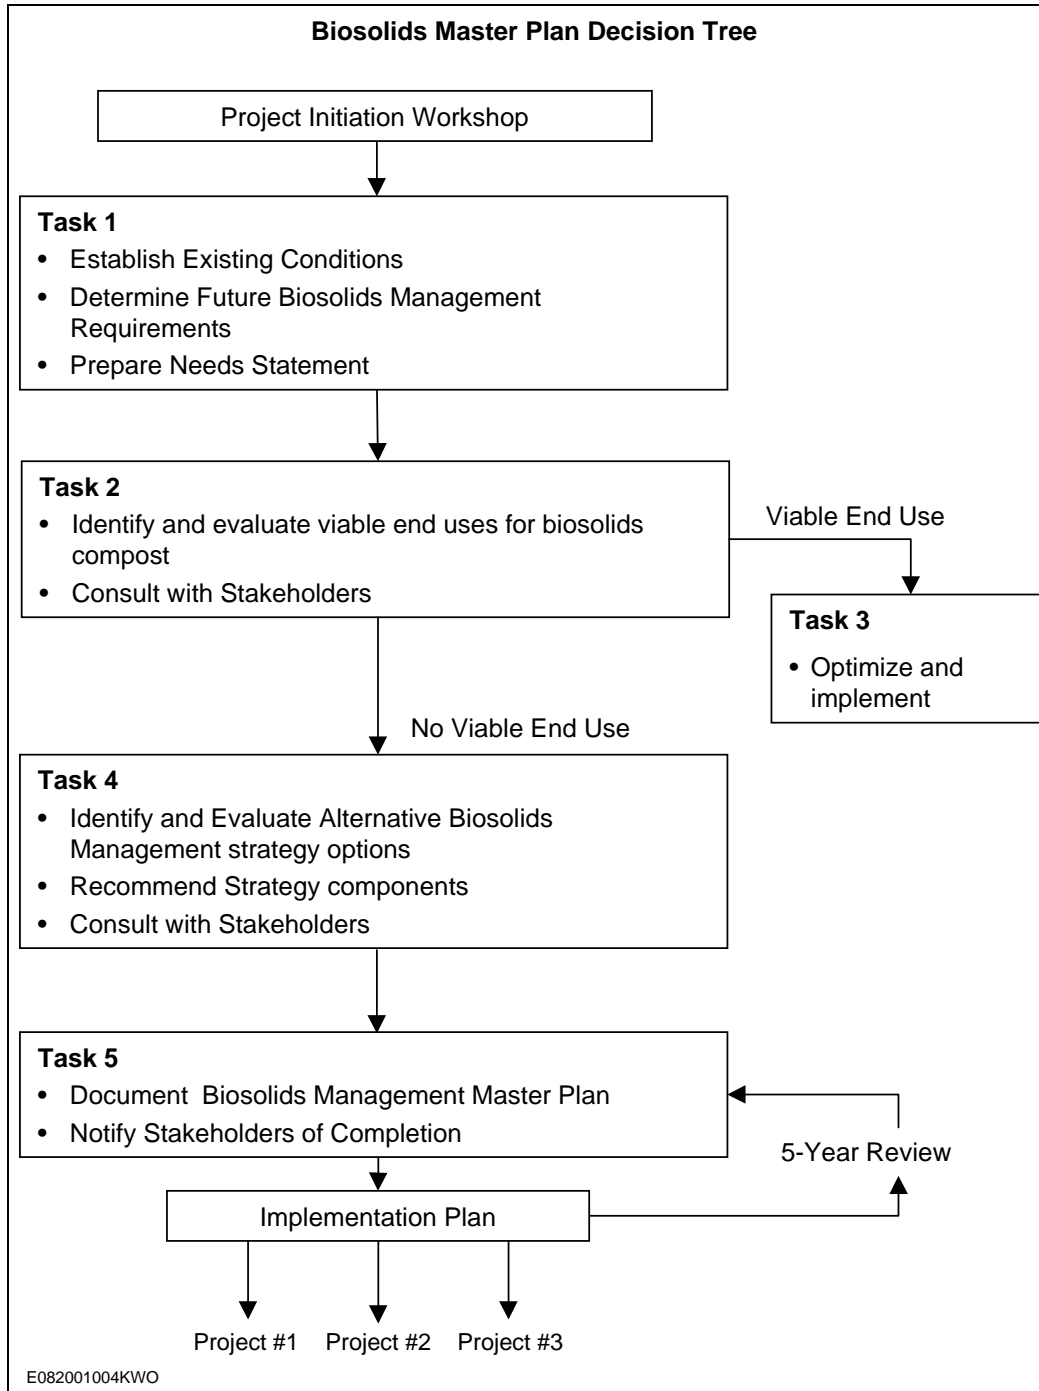 Biosolids Master Plan Decision Tree
Project Initiation Workshop
Task 1
• Establish Existing Conditions
• Determine Future Biosolids Management
Requirements
• Prepare Needs Statement
Task 2
• Identify and evaluate viable end uses for biosolids
compost
• Consult with Stakeholders
Viable End Use
Task 3
• Optimize and
implement
No Viable End Use
Task 4
• Identify and Evaluate Alternative Biosolids
Management strategy options
• Recommend Strategy components
• Consult with Stakeholders
Task 5
• Document Biosolids Management Master Plan
• Notify Stakeholders of Completion
5-Year Review
Implementation Plan
Project #1 Project #2 Project #3
E082001004KWO